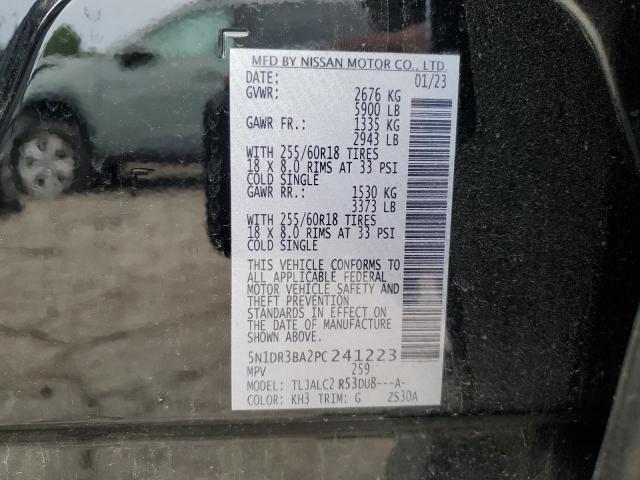 MFD BY NISSAN MOTOR CO., LTD.
DATE: 01/23
GVWR: 2676 KG
5900 LB
GAWR FR.: 1335 KG
2943 LB
WITH 255/60R18 TIRES
18 X 8.0 RIMS AT 33 PSI
COLD SINGLE
GAWR RR.: 1530 KG
3373 LB
WITH 255/60R18 TIRES
18 X 8.0 RIMS AT 33 PSI
COLD SINGLE
THIS VEHICLE CONFORMS TO
ALL APPLICABLE FEDERAL
MOTOR VEHICLE SAFETY AND
THEFT PREVENTION
STANDARDS IN EFFECT ON
THE DATE OF MANUFACTURE
SHOWN ABOVE.
5N1DR3BA2PC241223
MPV 259
MODEL: TLJALC2 R53DU8---A-
COLOR: KH3 TRIM: G ZS30A